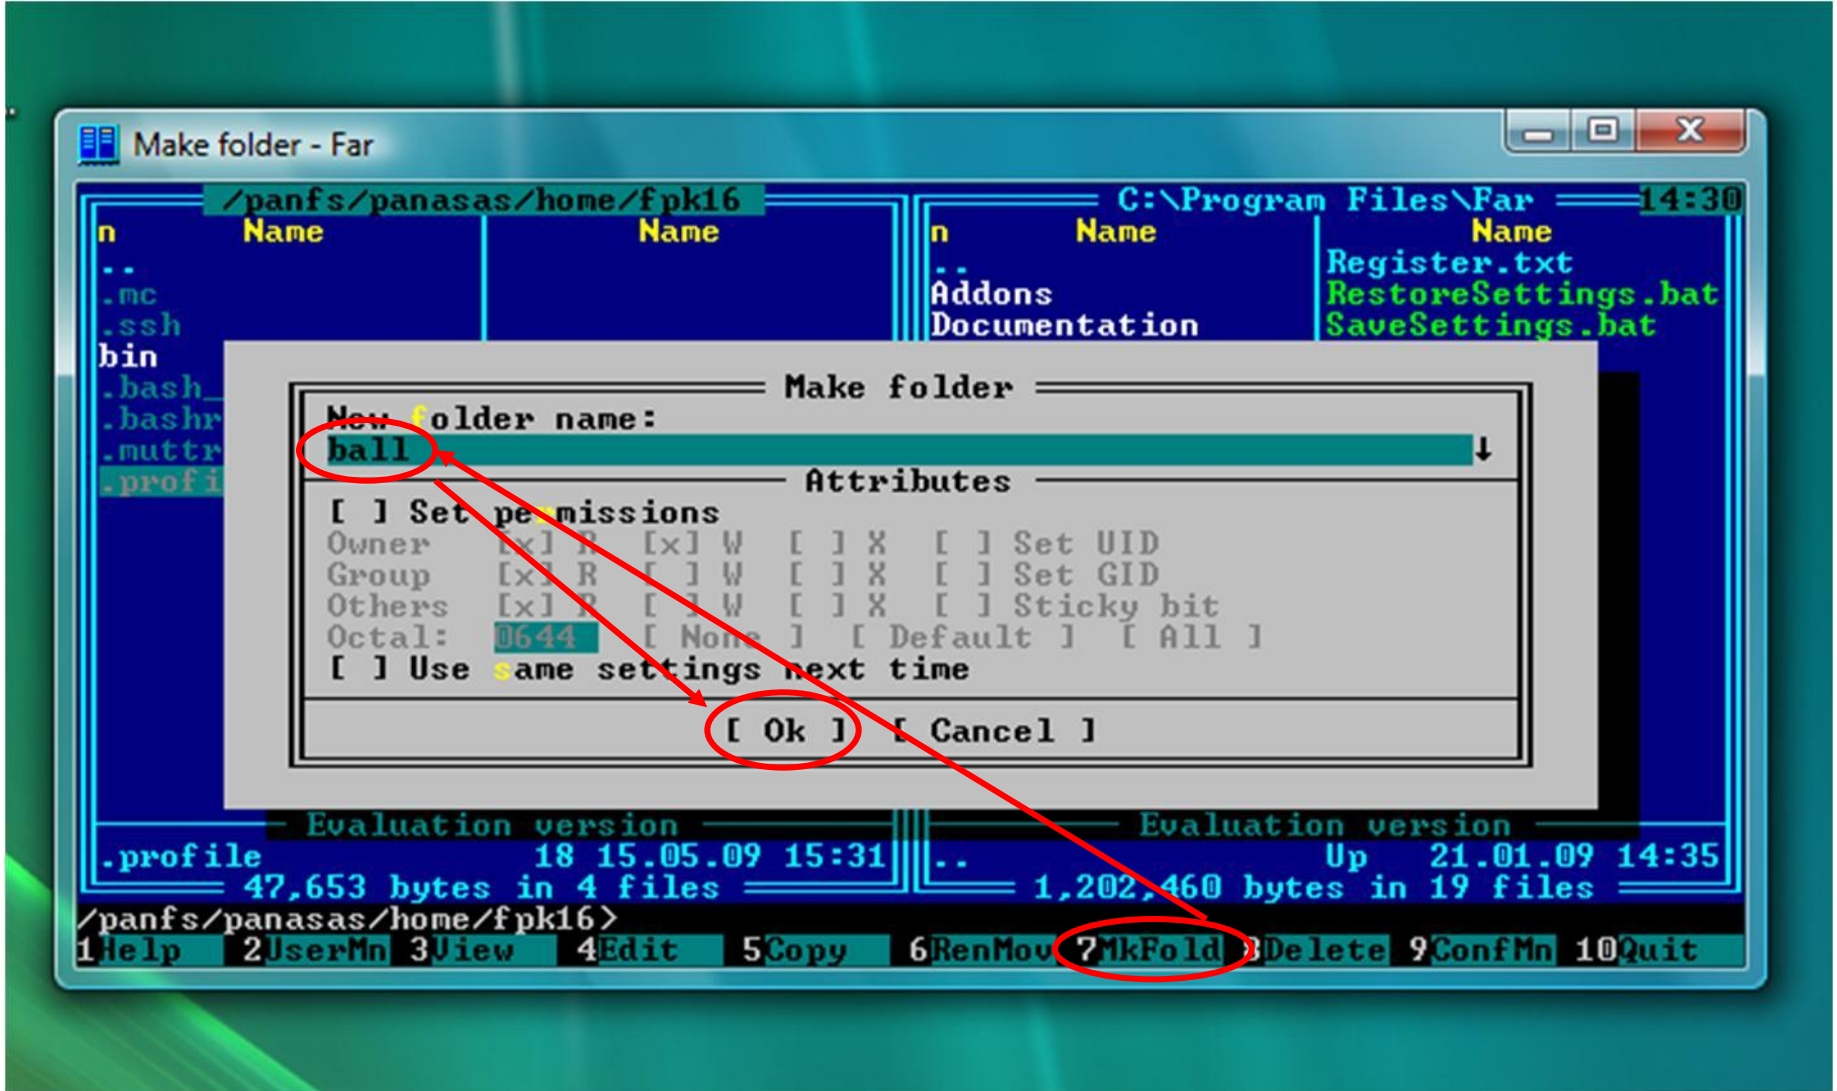 Make folder - Far
/panfs/panasas/home/fpk16
C:\Program Files\Far
14:30
n Name Name
n Name Name
..
.mc
.ssh
bin
.bash_
.bashr
.muttr
.profi
..
Addons
Documentation
Register.txt
RestoreSettings.bat
SaveSettings.bat
Make folder
New folder name:
ball
Attributes
[ ] Set permissions
Owner [x] R [x] W [ ] X [ ] Set UID
Group [x] R [ ] W [ ] X [ ] Set GID
Others [x] R [ ] W [ ] X [ ] Sticky bit
Octal: 0644 [ None ] [ Default ] [ All ]
[ ] Use same settings next time
[ Ok ] [ Cancel ]
Evaluation version
Evaluation version
.profile 18 15.05.09 15:31
.. Up 21.01.09 14:35
47,653 bytes in 4 files
1,202,460 bytes in 19 files
/panfs/panasas/home/fpk16>
1Help 2UserMn 3View 4Edit 5Copy 6RenMov 7MkFold 8Delete 9ConfMn 10Quit